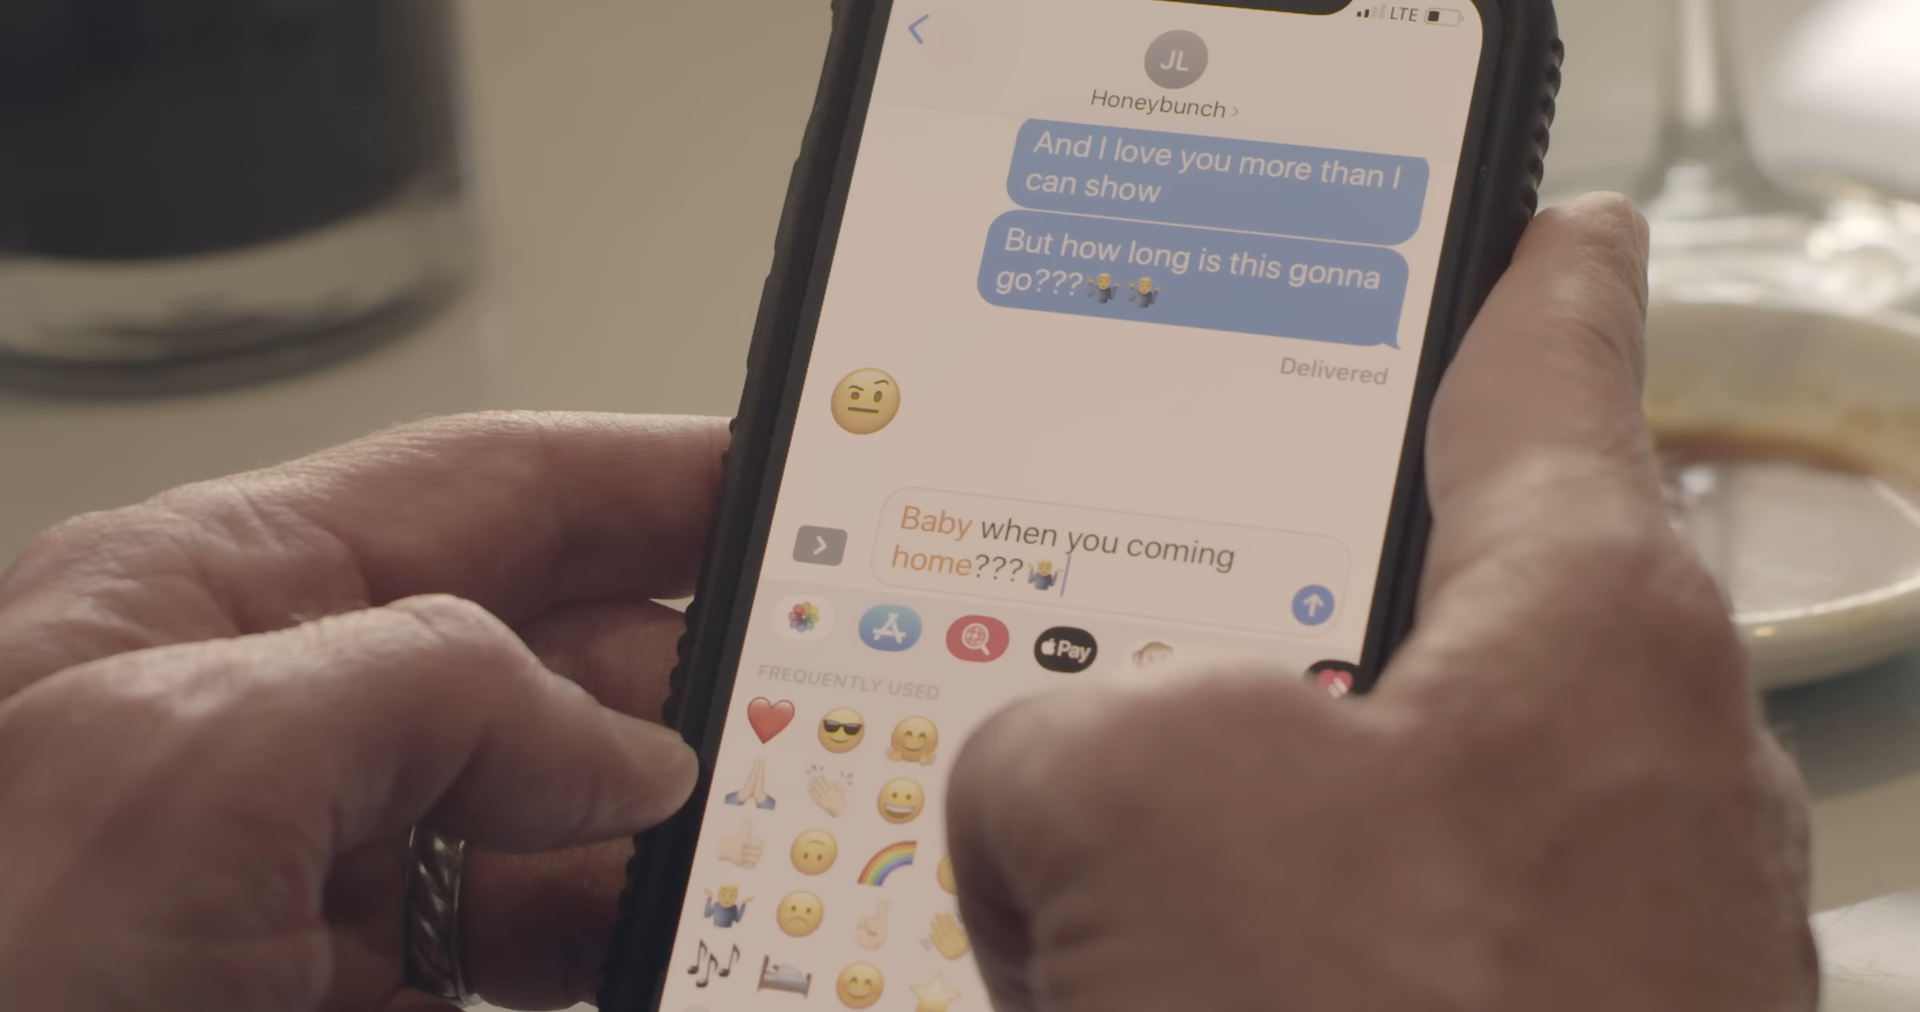 LTE
JL
Honeybunch
And I love you more than I
can show
But how long is this gonna
go???🤷‍♂️🤷‍♂️
Delivered
🤨
Baby when you coming
home???🤷‍♂️
Pay
FREQUENTLY USED